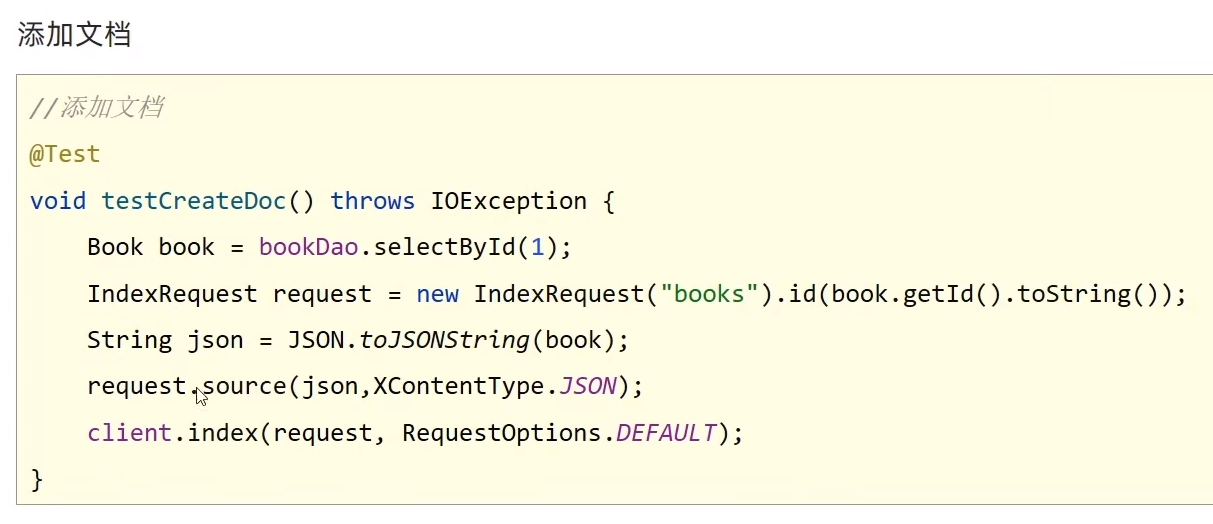 添加文档
//添加文档
@Test
void testCreateDoc() throws IOException {
    Book book = bookDao.selectById(1);
    IndexRequest request = new IndexRequest("books").id(book.getId().toString());
    String json = JSON.toJSONString(book);
    request.source(json,XContentType.JSON);
    client.index(request, RequestOptions.DEFAULT);
}